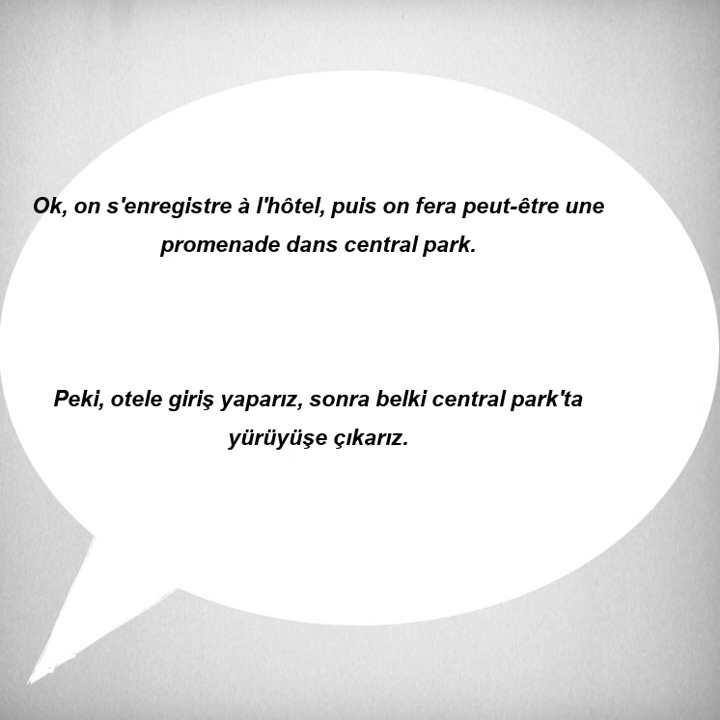 Ok, on s'enregistre à l'hôtel, puis on fera peut-être une
promenade dans central park.
Peki, otele giriş yaparız, sonra belki central park'ta
yürüyüşe çıkarız.